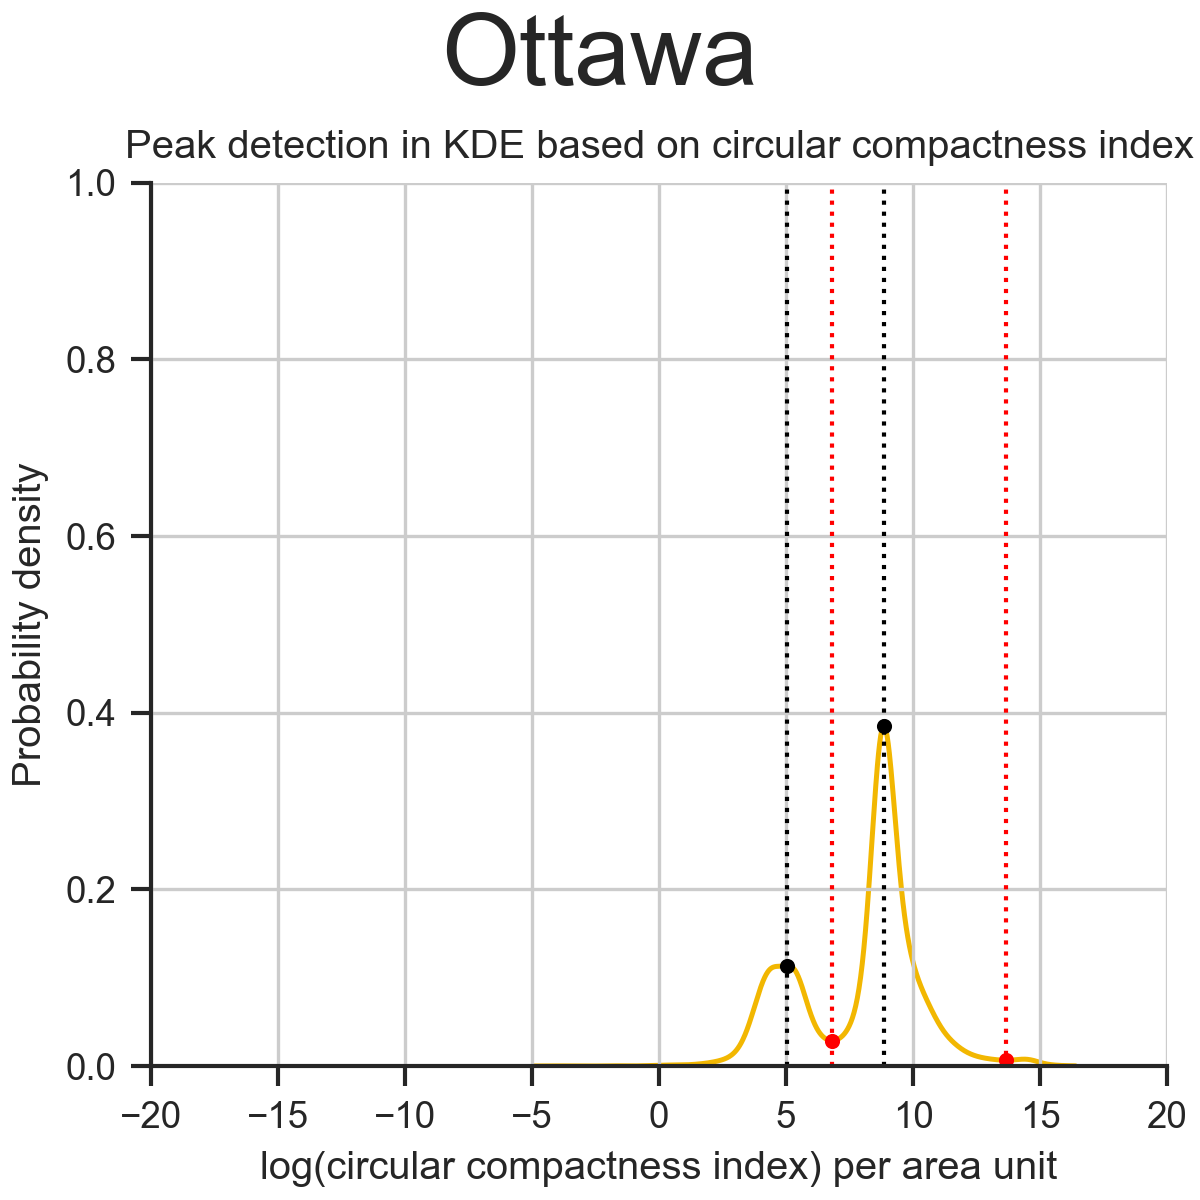 Ottawa
Peak detection in KDE based on circular compactness index
1.0
0.8
0.6
0.4
0.2
0.0
Probability density
−20 −15 −10 −5 0 5 10 15 20
log(circular compactness index) per area unit